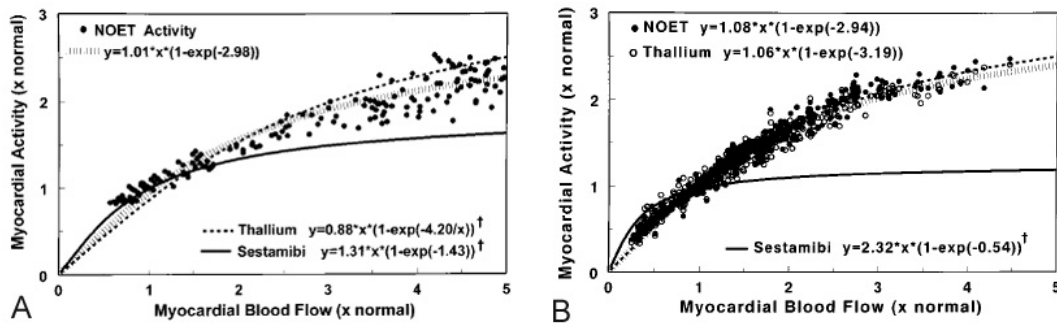 3
2
1
0
Myocardial Activity (x normal)
NOET Activity
y=1.01*x*(1-exp(-2.98))
Thallium y=0.88*x*(1-exp(-4.20/x))†
Sestamibi y=1.31*x*(1-exp(-1.43))†
0 1 2 3 4 5
Myocardial Blood Flow (x normal)
A
3
2
1
0
Myocardial Activity (x normal)
NOET y=1.08*x*(1-exp(-2.94))
Thallium y=1.06*x*(1-exp(-3.19))
Sestamibi y=2.32*x*(1-exp(-0.54))†
0 1 2 3 4 5
Myocardial Blood Flow (x normal)
B